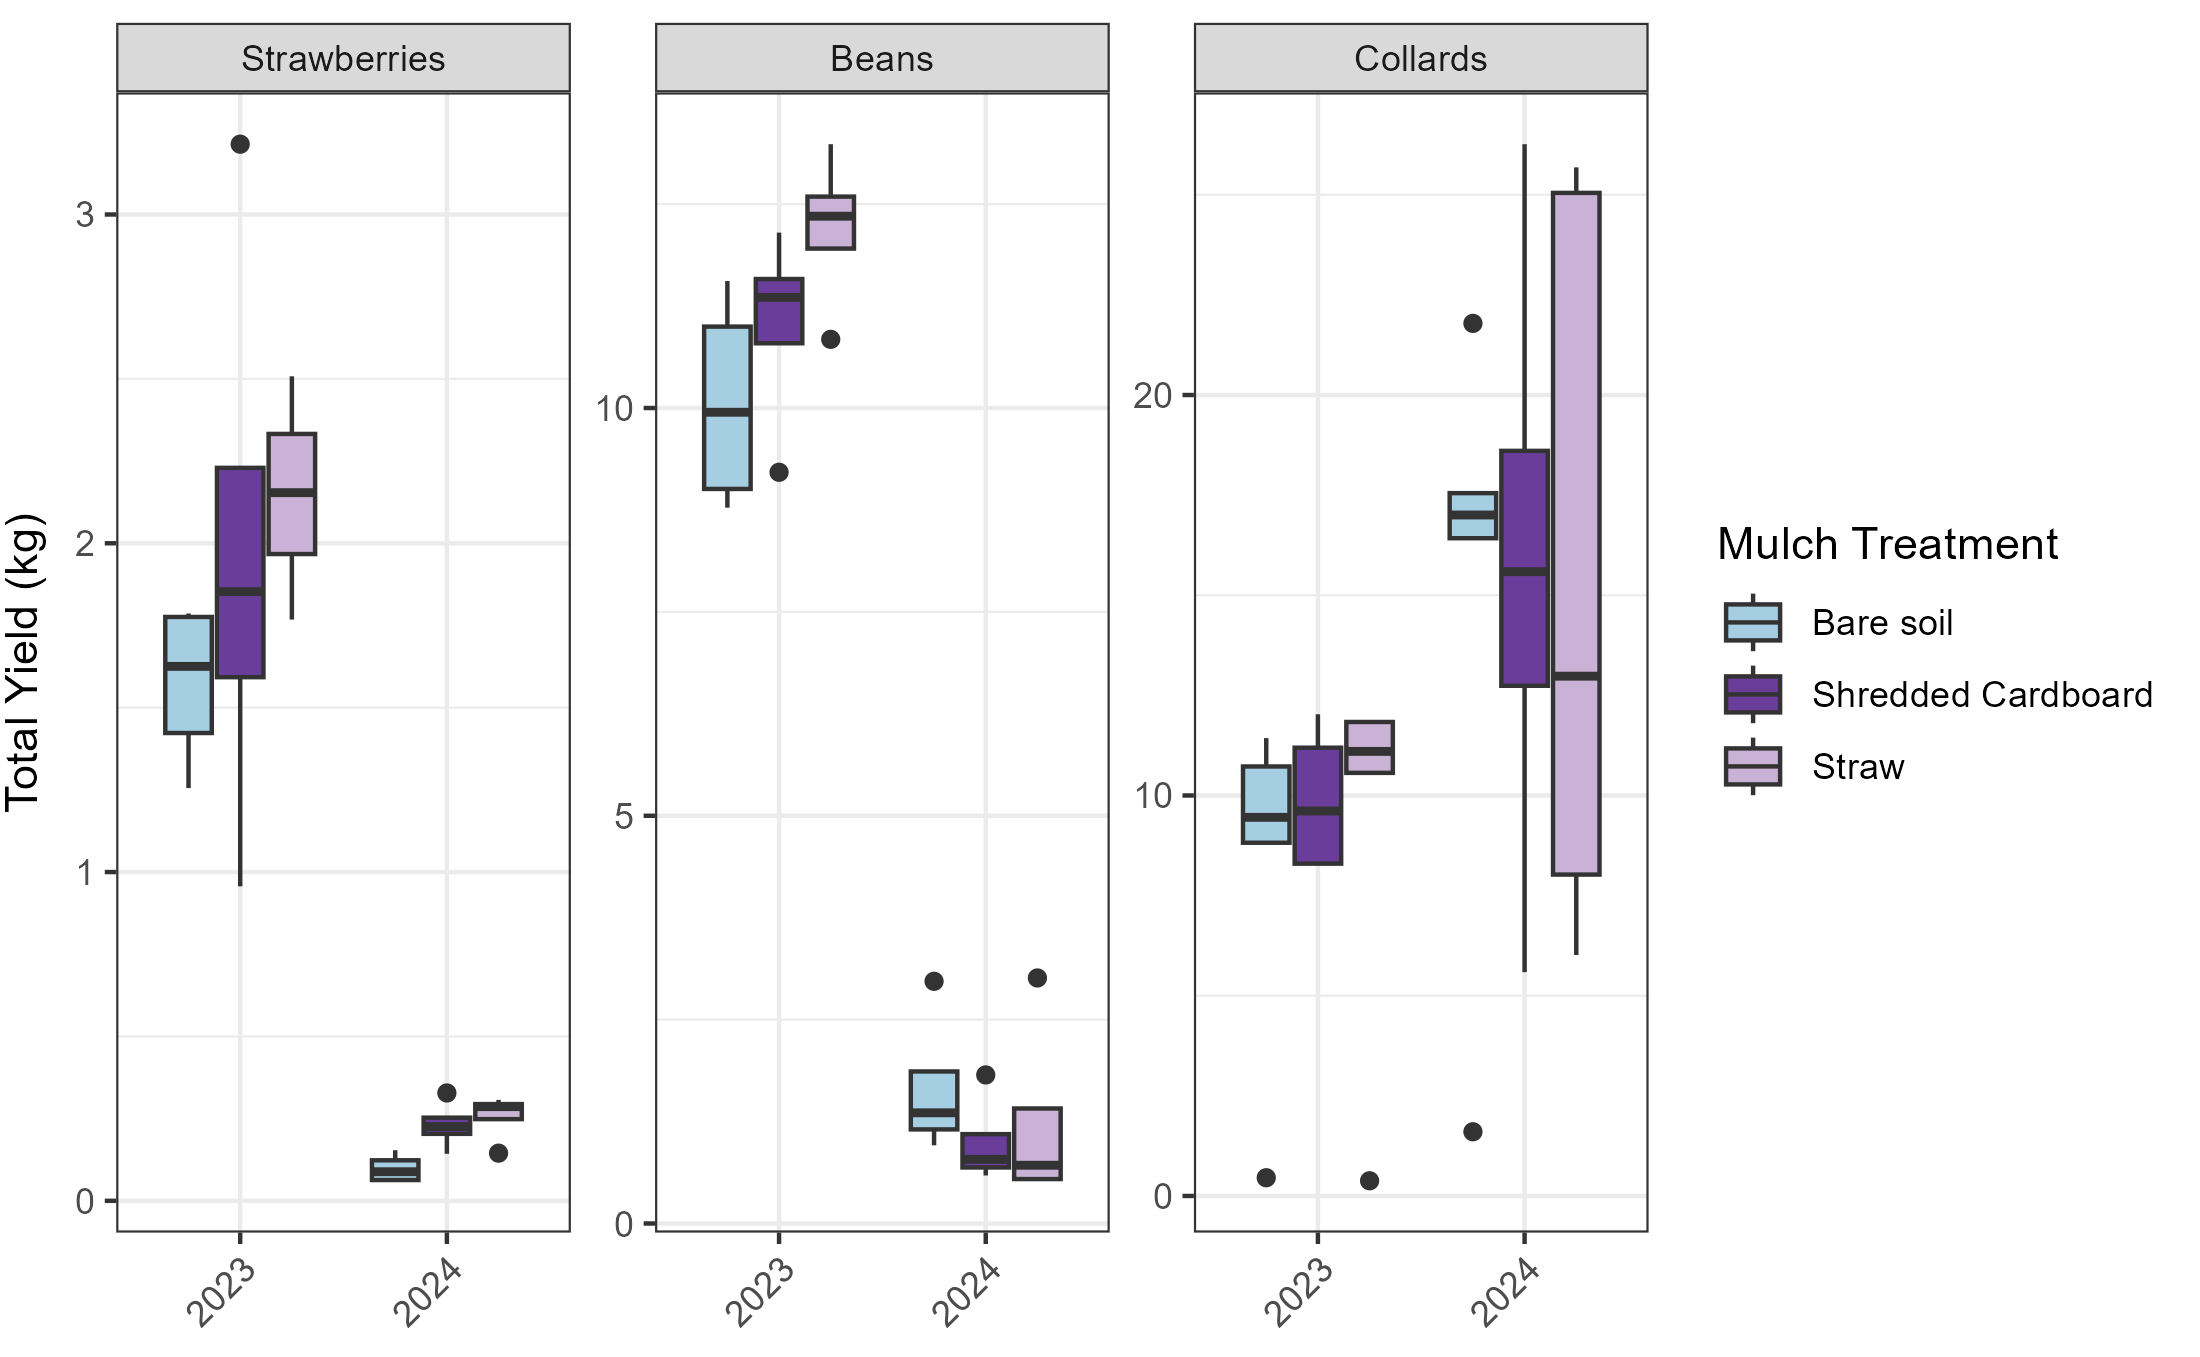 Strawberries
Beans
Collards
Total Yield (kg)
3
2
1
0
10
5
0
20
10
0
2023
2024
2023
2024
2023
2024
Mulch Treatment
Bare soil
Shredded Cardboard
Straw